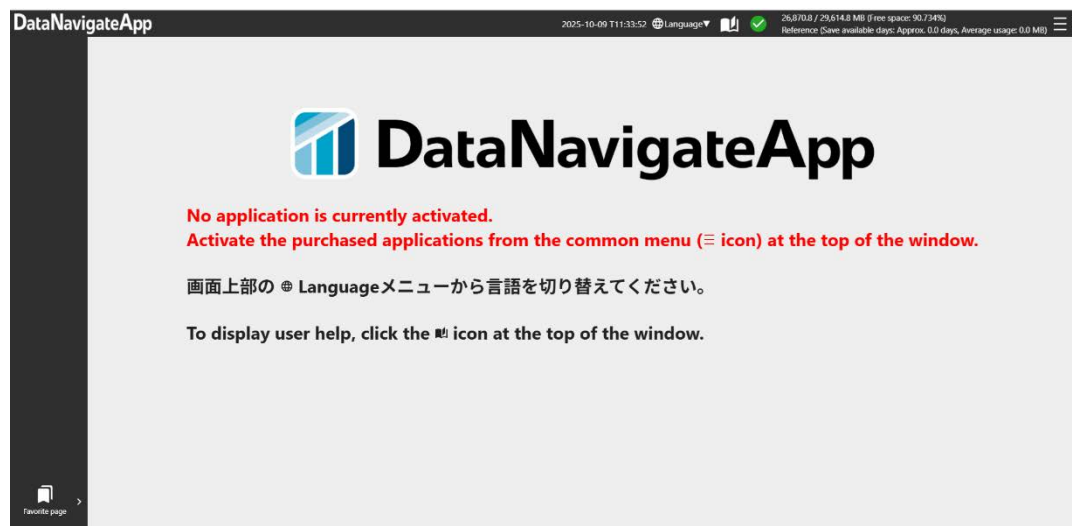 DataNavigateApp
2025-10-09 T11:33:52 Language▼
26,870.8 / 29,614.8 MB (Free space: 90.734%)
Reference (Save available days: Approx. 0.0 days, Average usage: 0.0 MB)
DataNavigateApp
No application is currently activated.
Activate the purchased applications from the common menu (☰ icon) at the top of the window.
画面上部の 🌐 Languageメニューから言語を切り替えてください。
To display user help, click the icon at the top of the window.
Favorite page